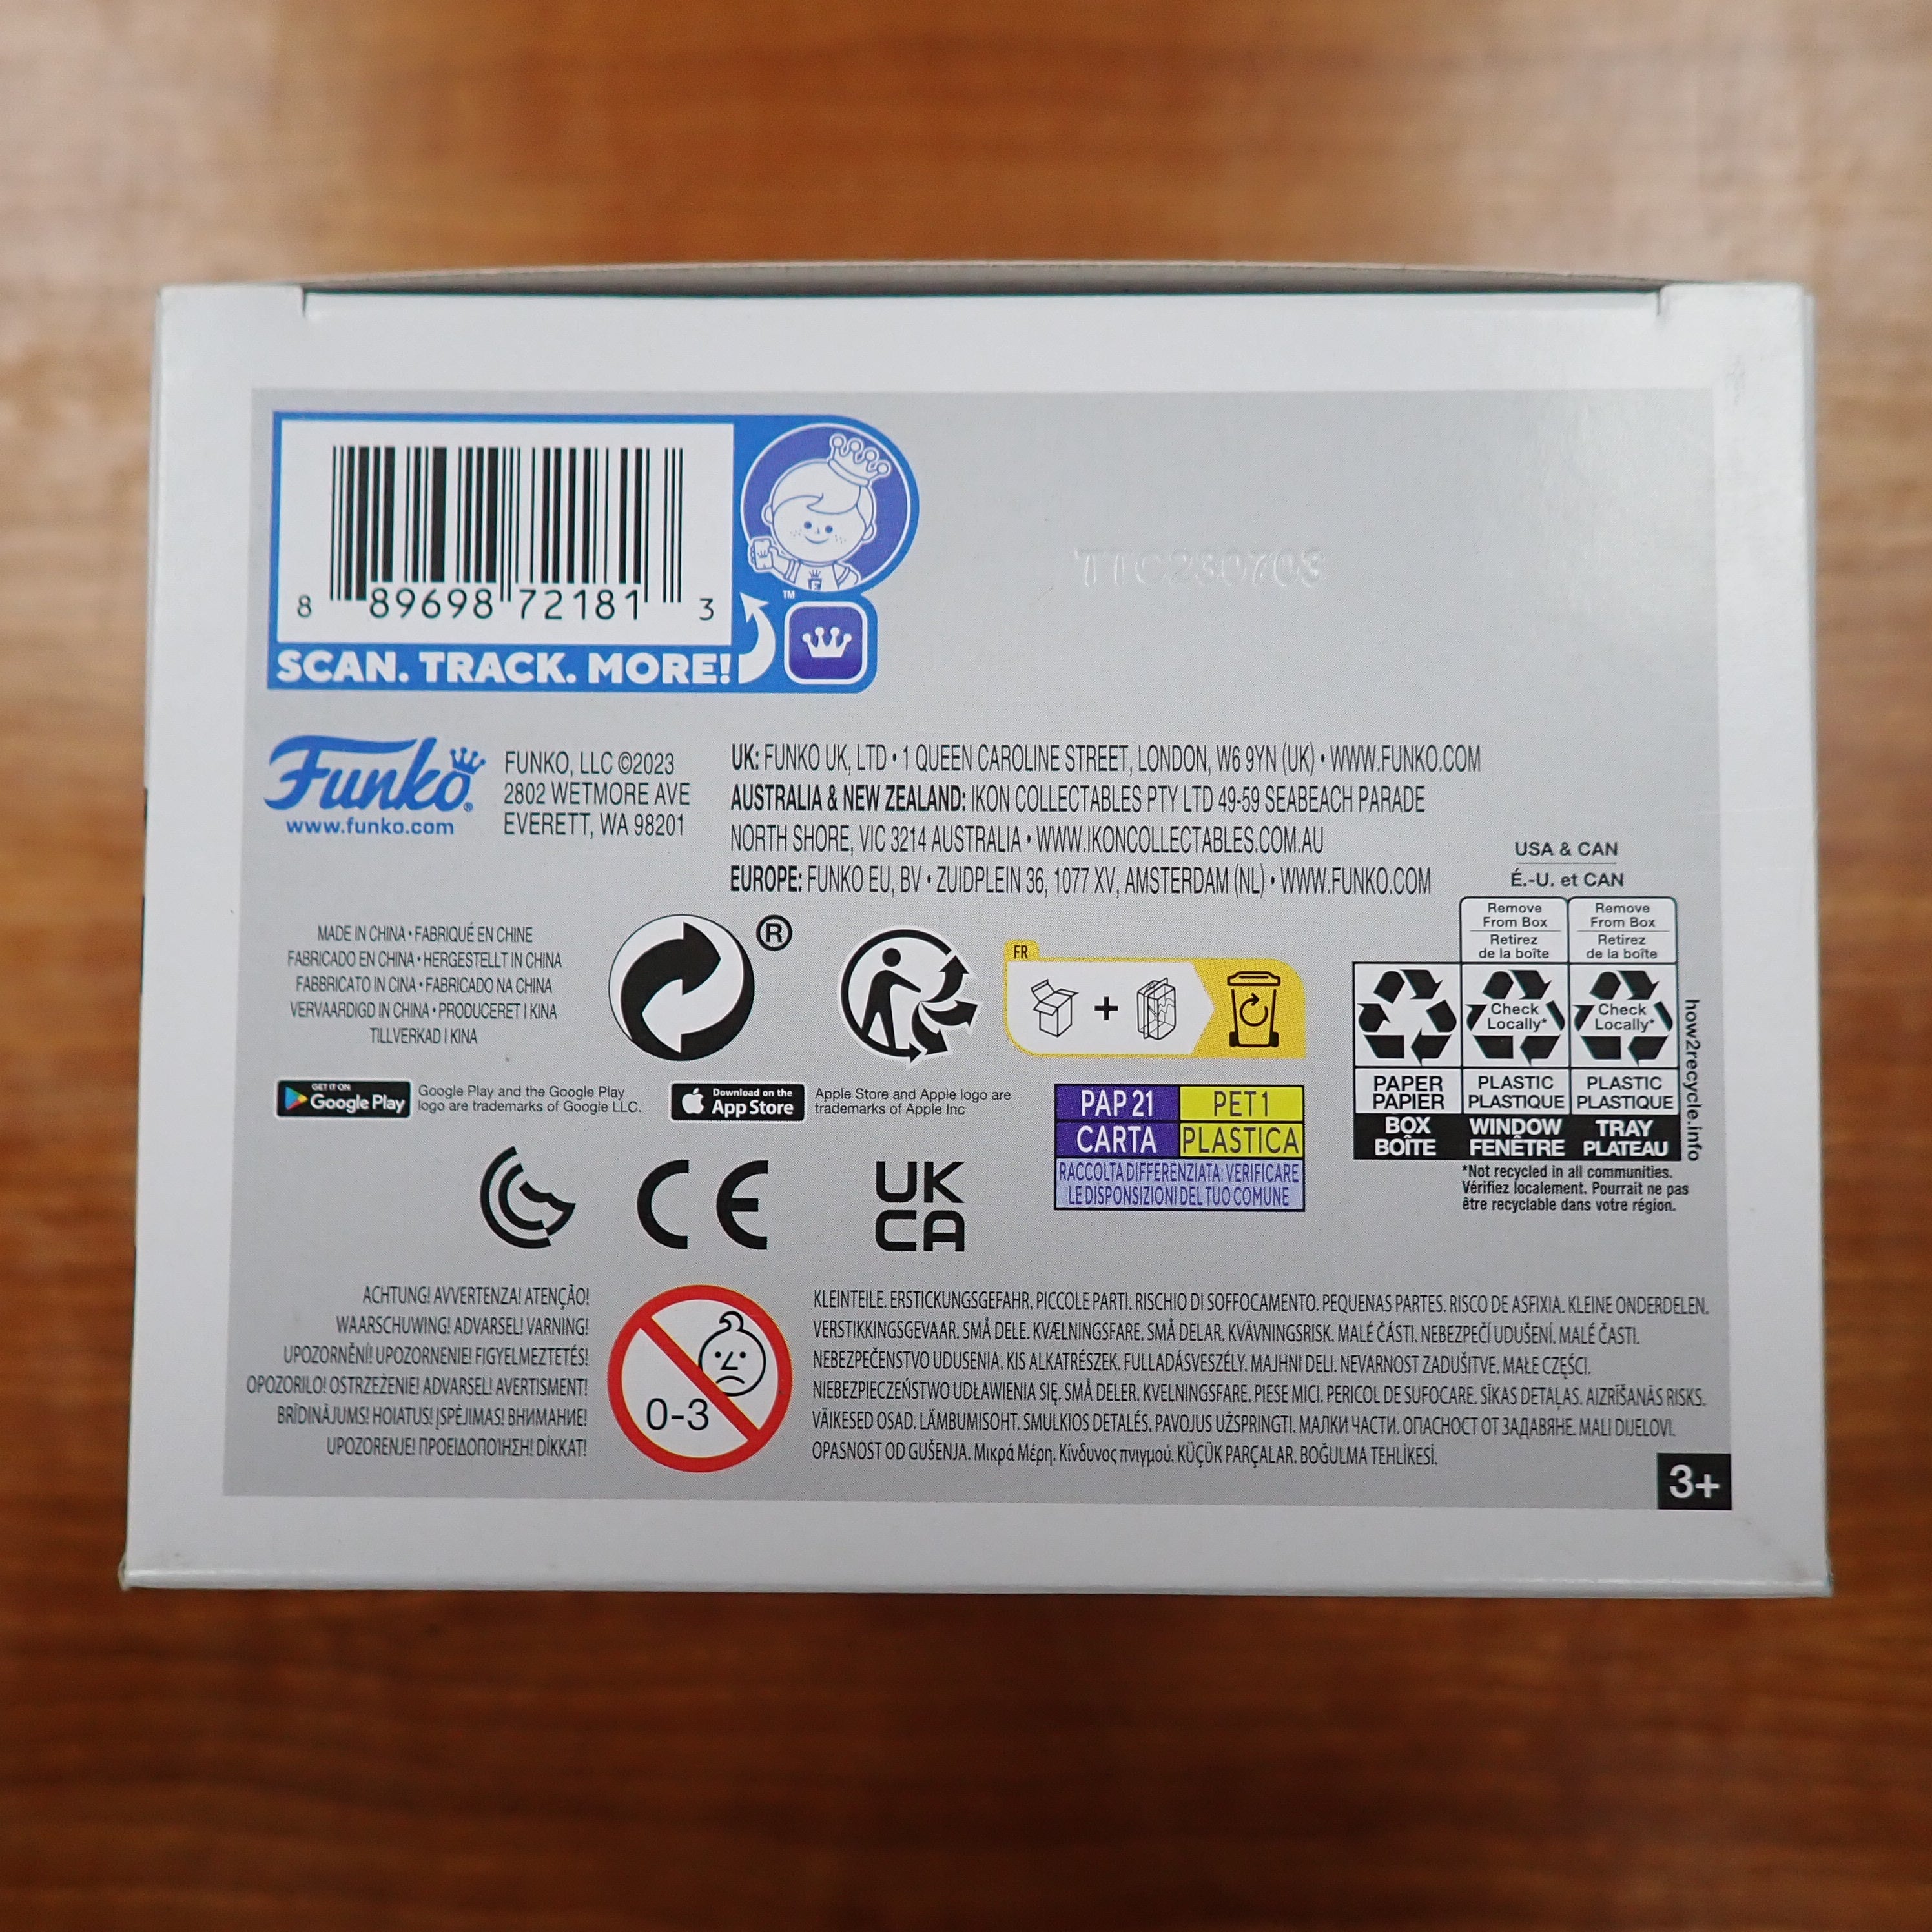 TTC230703
8 89698 72181 3
TM
SCAN. TRACK. MORE!
Funko®
www.funko.com
FUNKO, LLC ©2023
2802 WETMORE AVE
EVERETT, WA 98201
UK: FUNKO UK, LTD • 1 QUEEN CAROLINE STREET, LONDON, W6 9YN (UK) • WWW.FUNKO.COM
AUSTRALIA & NEW ZEALAND: IKON COLLECTABLES PTY LTD 49-59 SEABEACH PARADE
NORTH SHORE, VIC 3214 AUSTRALIA • WWW.IKONCOLLECTABLES.COM.AU
EUROPE: FUNKO EU, BV • ZUIDPLEIN 36, 1077 XV, AMSTERDAM (NL) • WWW.FUNKO.COM
MADE IN CHINA • FABRIQUÉ EN CHINE
FABRICADO EN CHINA • HERGESTELLT IN CHINA
FABBRICATO IN CINA • FABRICADO NA CHINA
VERVAARDIGD IN CHINA • PRODUCERET I KINA
TILLVERKAD I KINA
®
FR
+
USA & CAN
É.-U. et CAN
Remove
From Box
Retirez
de la boîte
Remove
From Box
Retirez
de la boîte
Check
Locally*
Check
Locally*
PAPER
PAPIER
PLASTIC
PLASTIQUE
PLASTIC
PLASTIQUE
BOX
BOÎTE
WINDOW
FENÊTRE
TRAY
PLATEAU
how2recycle.info
*Not recycled in all communities.
Vérifiez localement. Pourrait ne pas
être recyclable dans votre région.
GET IT ON
Google Play
Google Play and the Google Play
logo are trademarks of Google LLC.
Download on the
App Store
Apple Store and Apple logo are
trademarks of Apple Inc
PAP 21
CARTA
PET 1
PLASTICA
RACCOLTA DIFFERENZIATA: VERIFICARE
LE DISPONSIZIONI DEL TUO COMUNE
CE
UK
CA
ACHTUNG! AVVERTENZA! ATENÇÃO!
WAARSCHUWING! ADVARSEL! VARNING!
UPOZORNĚNÍ! UPOZORNENIE! FIGYELMEZTETÉS!
OPOZORILO! OSTRZEŻENIE! ADVARSEL! AVERTISMENT!
BRĪDINĀJUMS! HOIATUS! ĮSPĖJIMAS! ВНИМАНИЕ!
UPOZORENJE! ΠΡΟΕΙΔΟΠΟΊΗΣΗ! DİKKAT!
0-3
KLEINTEILE. ERSTICKUNGSGEFAHR. PICCOLE PARTI. RISCHIO DI SOFFOCAMENTO. PEQUENAS PARTES. RISCO DE ASFIXIA. KLEINE ONDERDELEN.
VERSTIKKINGSGEVAAR. SMÅ DELE. KVÆLNINGSFARE. SMÅ DELAR. KVÄVNINGSRISK. MALÉ ČÁSTI. NEBEZPEČÍ UDUŠENÍ. MALÉ ČASTI.
NEBEZPEČENSTVO UDUSENIA. KIS ALKATRÉSZEK. FULLADÁSVESZÉLY. MAJHNI DELI. NEVARNOST ZADUŠITVE. MAŁE CZĘŚCI.
NIEBEZPIECZEŃSTWO UDŁAWIENIA SIĘ. SMÅ DELER. KVELNINGSFARE. PIESE MICI. PERICOL DE SUFOCARE. SĪKAS DETAĻAS. AIZRĪŠANĀS RISKS.
VÄIKESED OSAD. LÄMBUMISOHT. SMULKIOS DETALĖS. PAVOJUS UŽSPRINGTI. МАЛКИ ЧАСТИ. ОПАСНОСТ ОТ ЗАДАВЯНЕ. MALI DIJELOVI.
OPASNOST OD GUŠENJA. Μικρά Μέρη. Κίνδυνος πνιγμού. KÜÇÜK PARÇALAR. BOĞULMA TEHLİKESİ.
3+